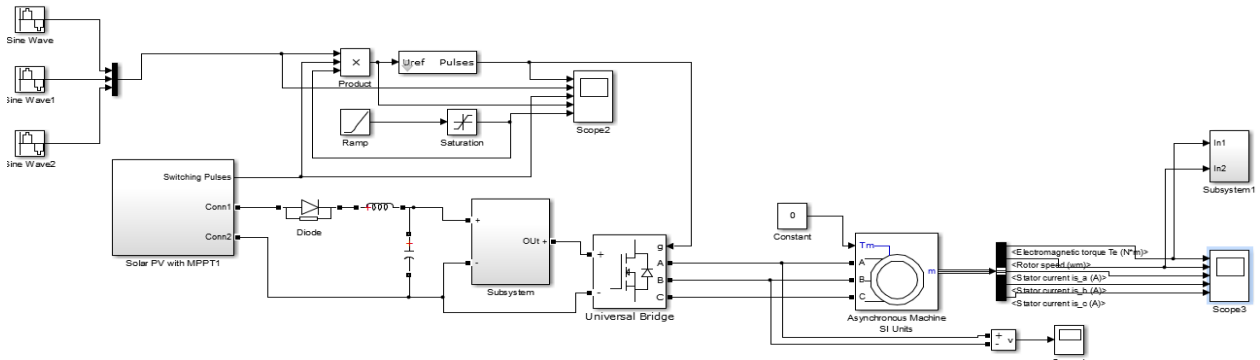 Sine Wave
Sine Wave1
Sine Wave2
×
Product
Uref Pulses
Ramp
Saturation
Scope2
Switching Pulses
Conn1
Conn2
Solar PV with MPPT1
Diode
+
-
OUt +
Subsystem
+
-
g
A
B
C
Universal Bridge
0
Constant
Tm
A
B
C
m
Asynchronous Machine
SI Units
<Electromagnetic torque Te (N*m)>
<Rotor speed (wm)>
<Stator current is_a (A)>
<Stator current is_b (A)>
<Stator current is_c (A)>
In1
In2
Subsystem1
Scope3
+
-
v